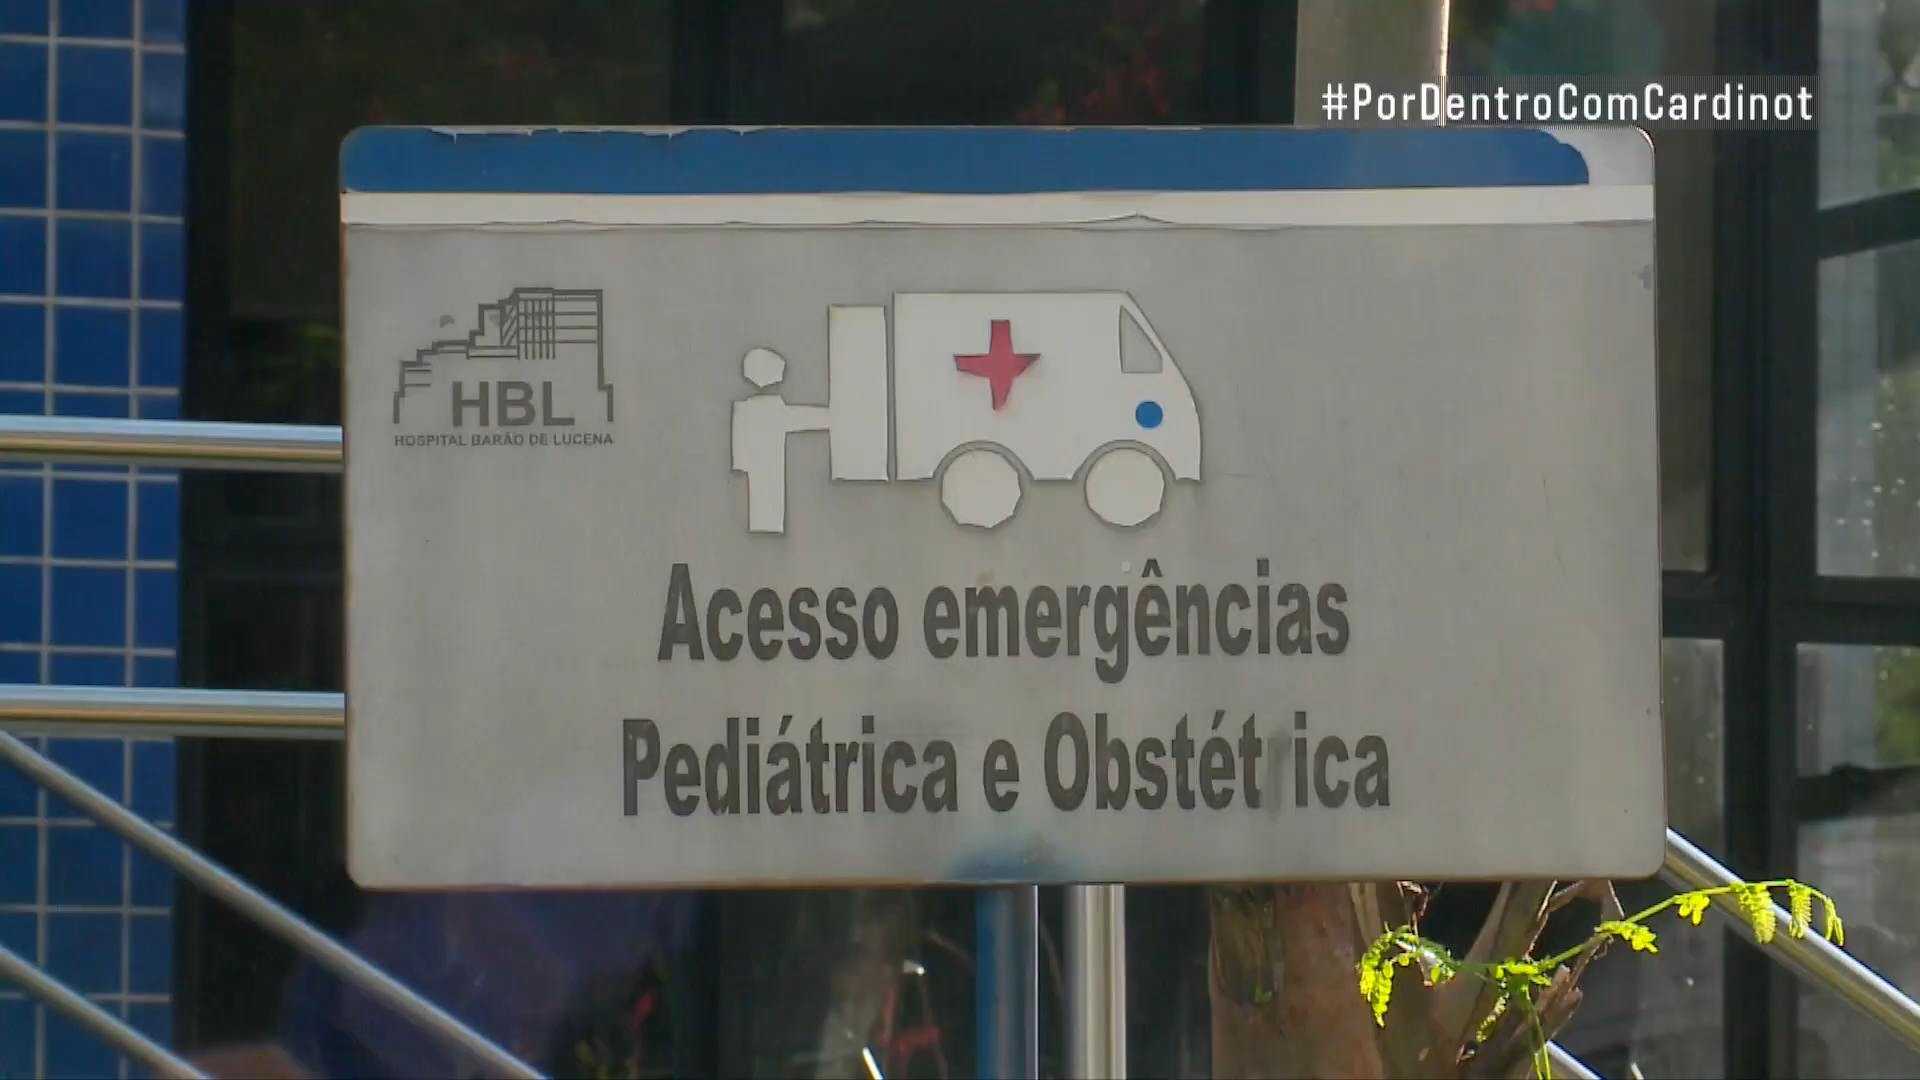 #PorDentroComCardinot
HBL
HOSPITAL BARÃO DE LUCENA
Acesso emergências
Pediátrica e Obstétrica